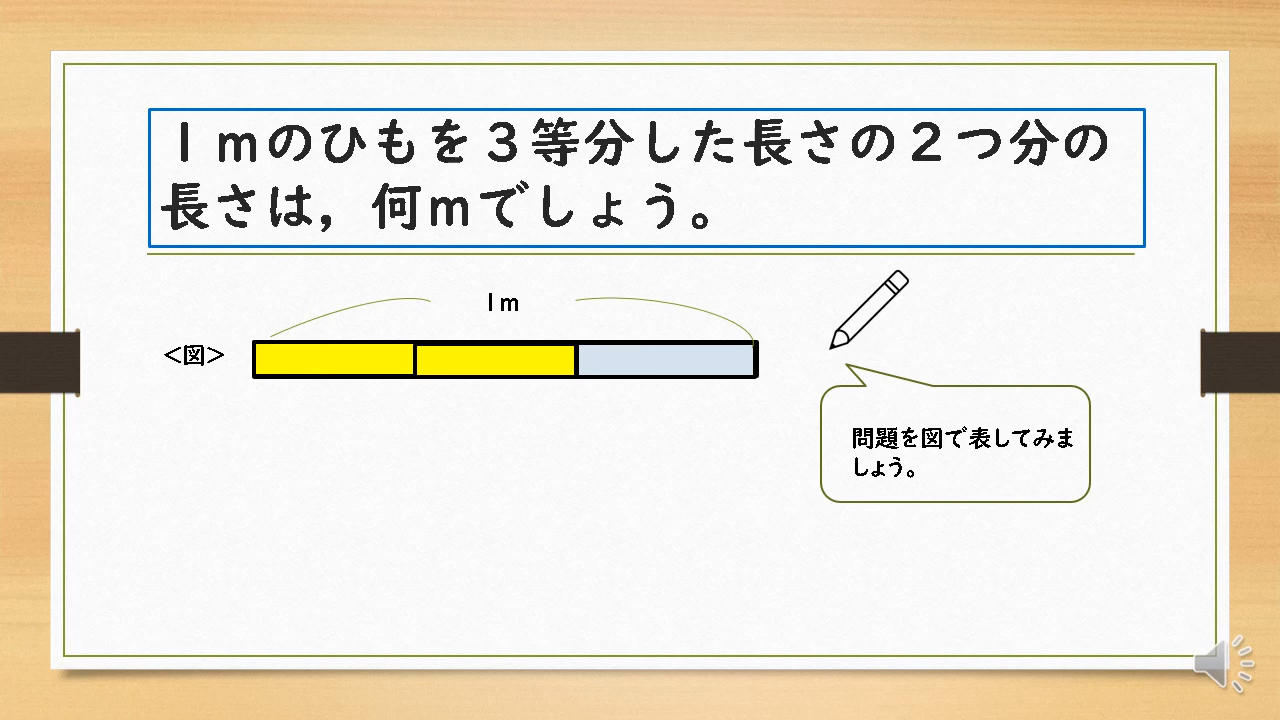 １ｍのひもを３等分した長さの２つ分の
長さは，何ｍでしょう。
１ｍ
＜図＞
問題を図で表してみま
しょう。